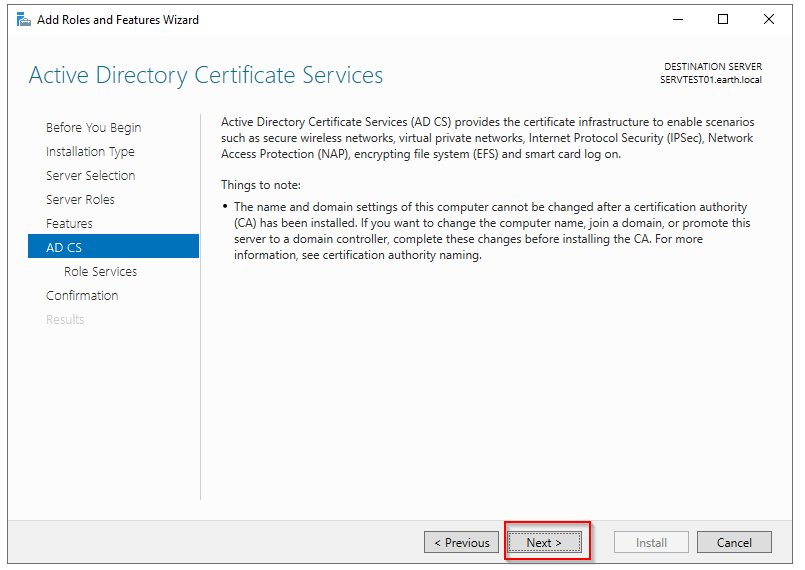 Add Roles and Features Wizard
Active Directory Certificate Services
DESTINATION SERVER
SERVTEST01.earth.local
Before You Begin
Installation Type
Server Selection
Server Roles
Features
AD CS
Role Services
Confirmation
Results
Active Directory Certificate Services (AD CS) provides the certificate infrastructure to enable scenarios
such as secure wireless networks, virtual private networks, Internet Protocol Security (IPSec), Network
Access Protection (NAP), encrypting file system (EFS) and smart card log on.
Things to note:
• The name and domain settings of this computer cannot be changed after a certification authority
(CA) has been installed. If you want to change the computer name, join a domain, or promote this
server to a domain controller, complete these changes before installing the CA. For more
information, see certification authority naming.
< Previous
Next >
Install
Cancel